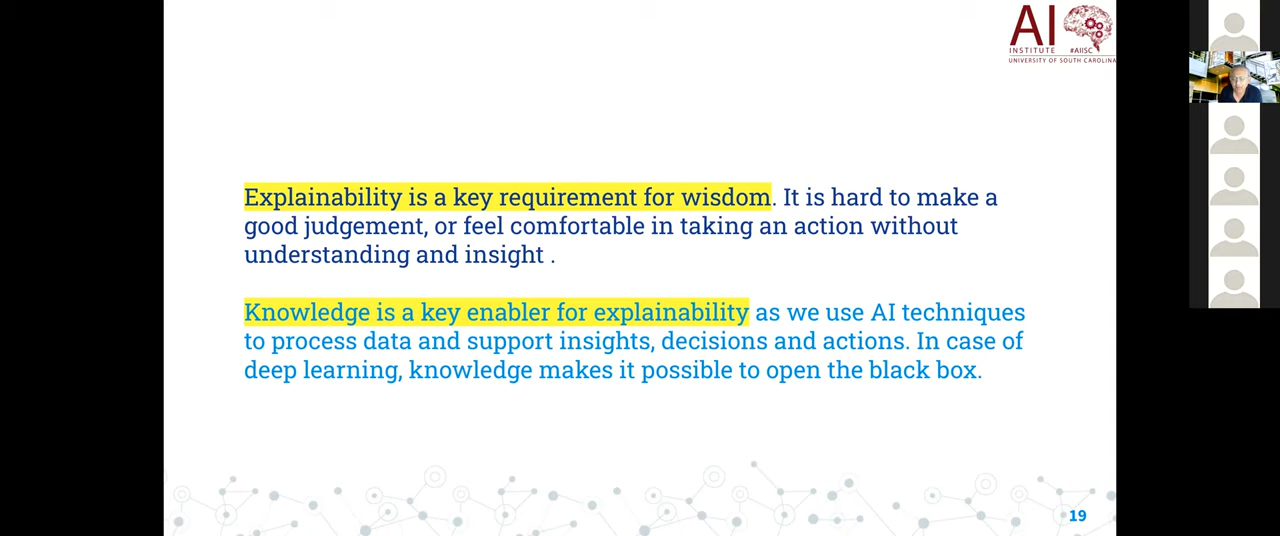 AI
INSTITUTE #AIISC
UNIVERSITY OF SOUTH CAROLINA
Explainability is a key requirement for wisdom. It is hard to make a
good judgement, or feel comfortable in taking an action without
understanding and insight .
Knowledge is a key enabler for explainability as we use AI techniques
to process data and support insights, decisions and actions. In case of
deep learning, knowledge makes it possible to open the black box.
19